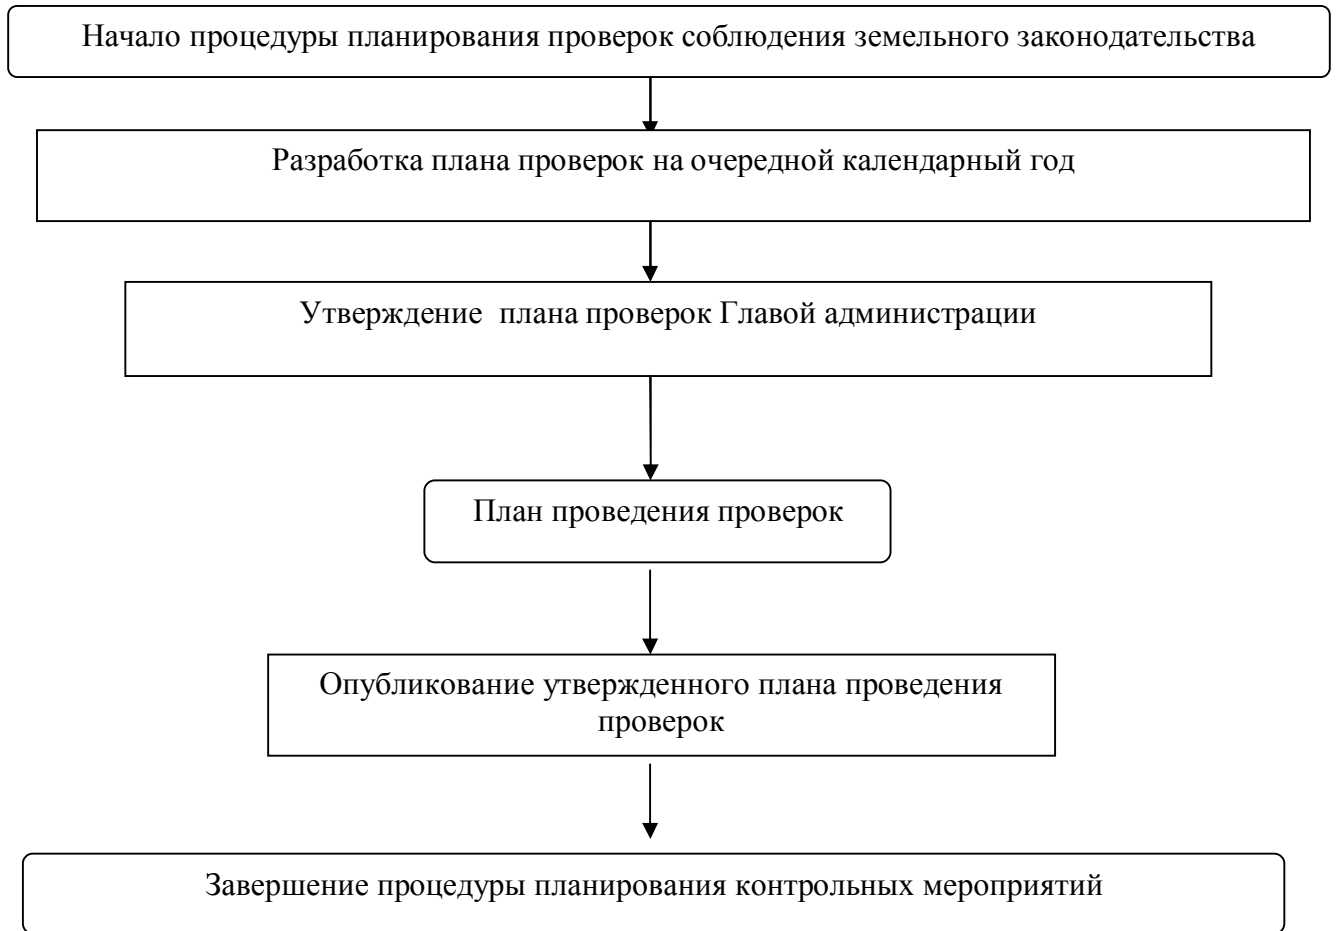 Начало процедуры планирования проверок соблюдения земельного законодательства
Разработка плана проверок на очередной календарный год
Утверждение  плана проверок Главой администрации
План проведения проверок
Опубликование утвержденного плана проведения
проверок
Завершение процедуры планирования контрольных мероприятий